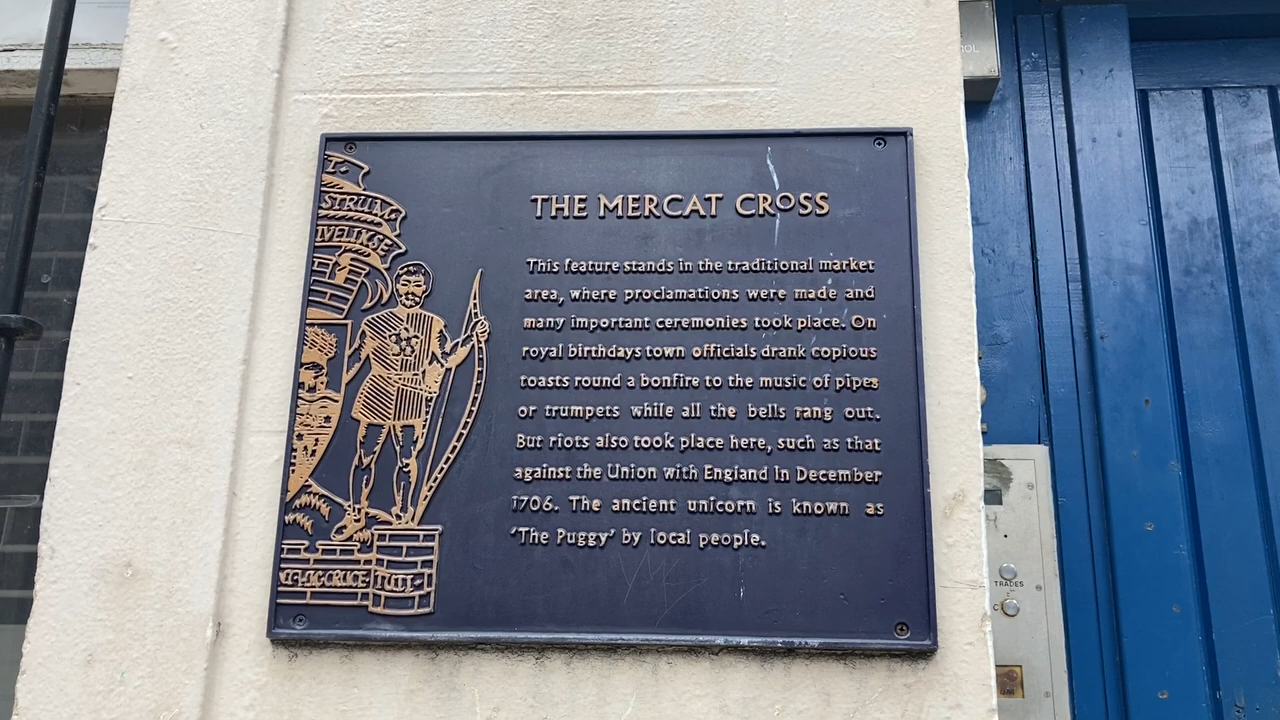 THE MERCAT CROSS
This feature stands in the traditional market
area, where proclamations were made and
many important ceremonies took place. On
royal birthdays town officials drank copious
toasts round a bonfire to the music of pipes
or trumpets while all the bells rang out.
But riots also took place here, such as that
against the Union with England in December
1706. The ancient unicorn is known as
'The Puggy' by local people.
STRUM
TUTI
TRADES